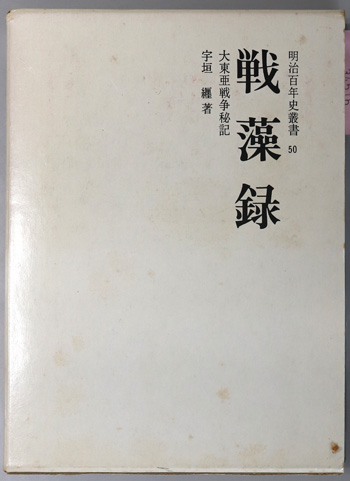 明治百年史叢書 50
戦藻録
大東亜戦争秘記
宇垣 纒 著